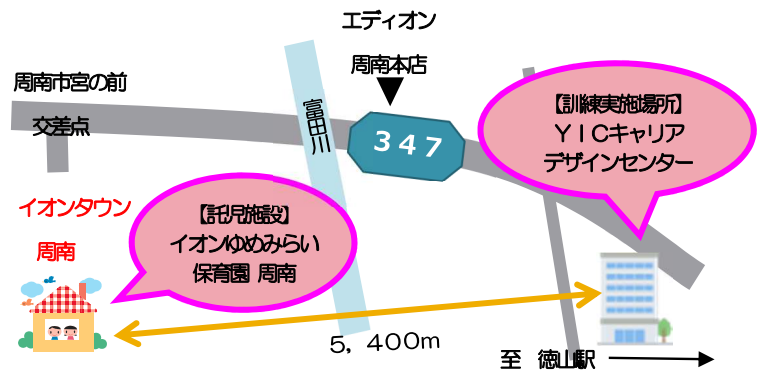 エディオン
周南本店
周南市宮の前
交差点
富田川
３４７
【訓練実施場所】
ＹＩＣキャリア
デザインセンター
イオンタウン
周南
【託児施設】
イオンゆめみらい
保育園 周南
５，４００ｍ
至　徳山駅